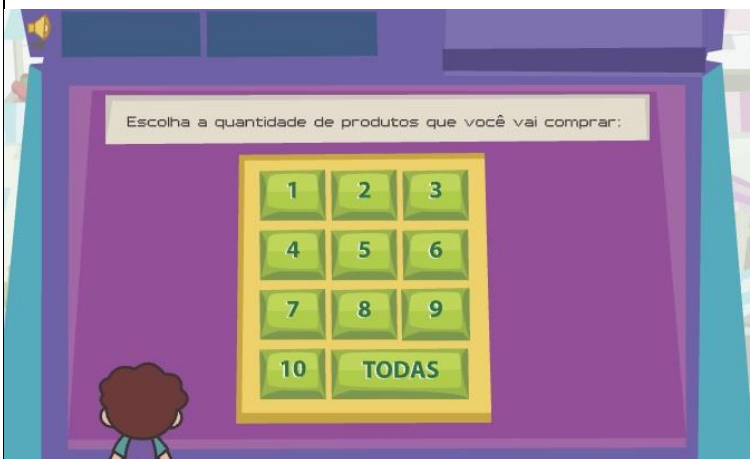 Escolha a quantidade de produtos que você vai comprar:
1 2 3
4 5 6
7 8 9
10 TODAS